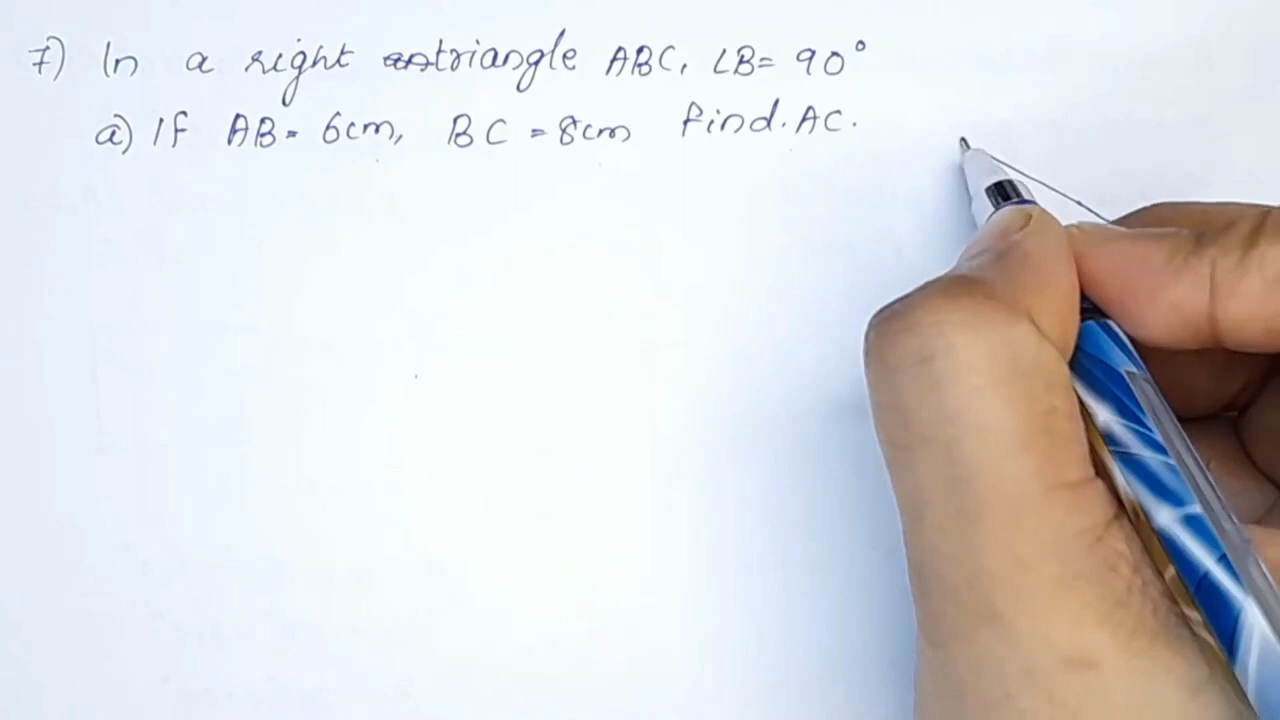 7) In a right triangle ABC, ∠B= 90°
a) If AB= 6cm, BC = 8cm find. AC.